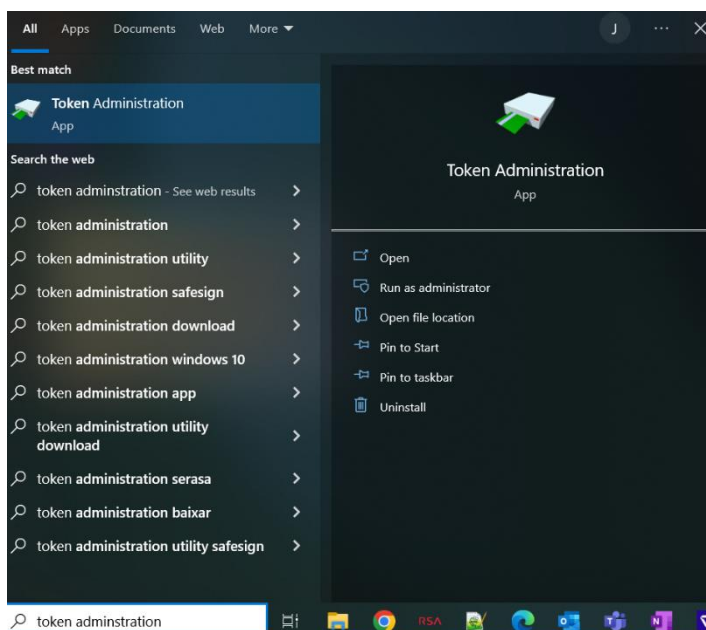 All Apps Documents Web More
J ...
Best match
Token Administration
App
Search the web
token adminstration - See web results
token administration
token administration utility
token administration safesign
token administration download
token administration windows 10
token administration app
token administration utility
download
token administration serasa
token administration baixar
token administration utility safesign
Token Administration
App
Open
Run as administrator
Open file location
Pin to Start
Pin to taskbar
Uninstall
token adminstration
RSA